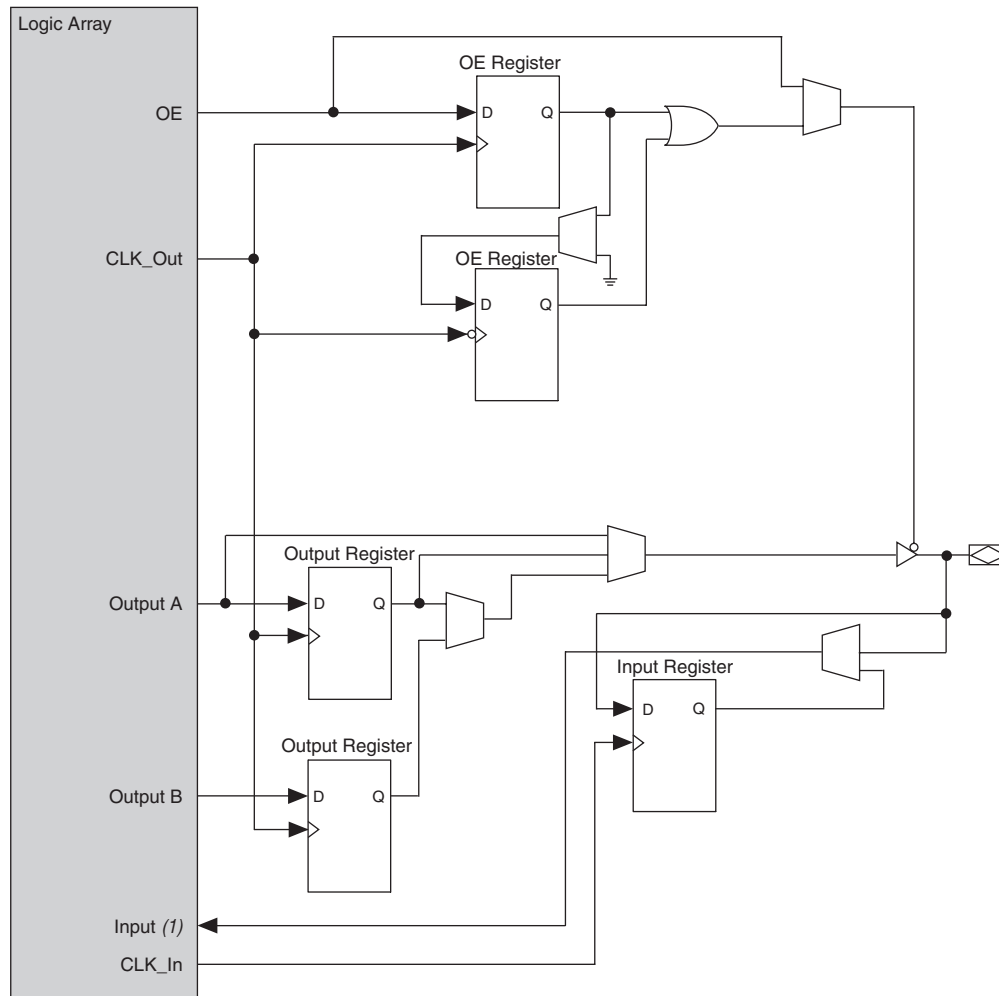 Logic Array
OE Register
OE
D Q
CLK_Out
OE Register
D Q
Output Register
Output A
D Q
Input Register
D Q
Output Register
Output B
D Q
Input (1)
CLK_In